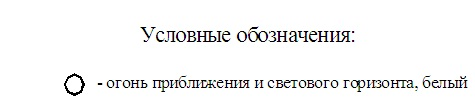 Условные обозначения:
- огонь приближения и светового горизонта, белый